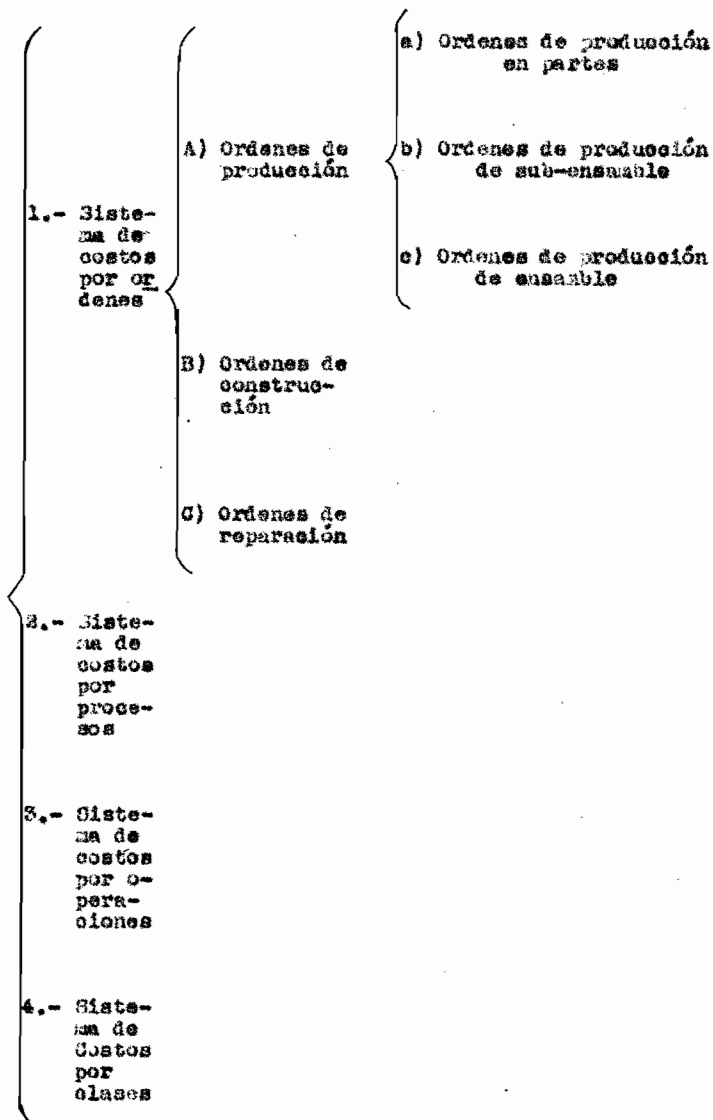 1.- Siste-
ma de
costos
por or
denes
A) Ordenes de
producción
a) Ordenes de producción
en partes
b) Ordenes de producción
de sub-ensamble
c) Ordenes de producción
de ensamble
B) Ordenes de
construc-
ción
C) Ordenes de
reparación
2.- Siste-
ma de
costos
por
proce-
sos
3.- Siste-
ma de
costos
por o-
pera-
ciones
4.- Siste-
ma de
Costos
por
clases